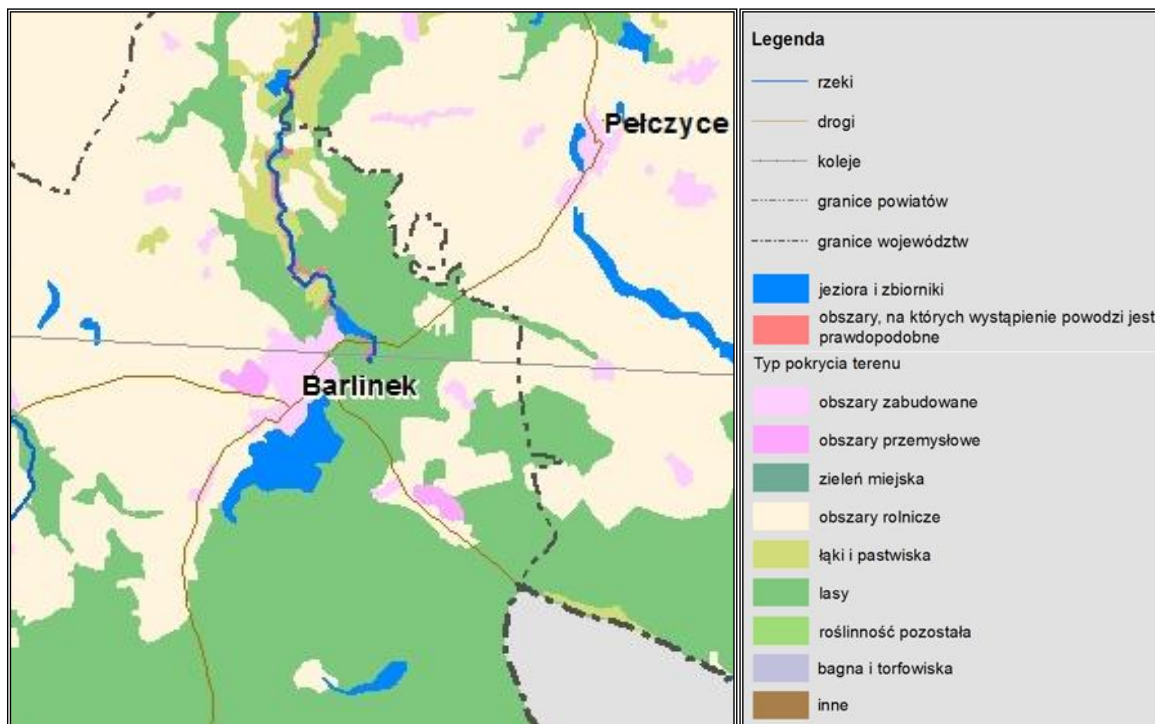 Pełczyce
Barlinek
Legenda
rzeki
drogi
koleje
granice powiatów
granice województw
jeziora i zbiorniki
obszary, na których wystąpienie powodzi jest
prawdopodobne
Typ pokrycia terenu
obszary zabudowane
obszary przemysłowe
zieleń miejska
obszary rolnicze
łąki i pastwiska
lasy
roślinność pozostała
bagna i torfowiska
inne